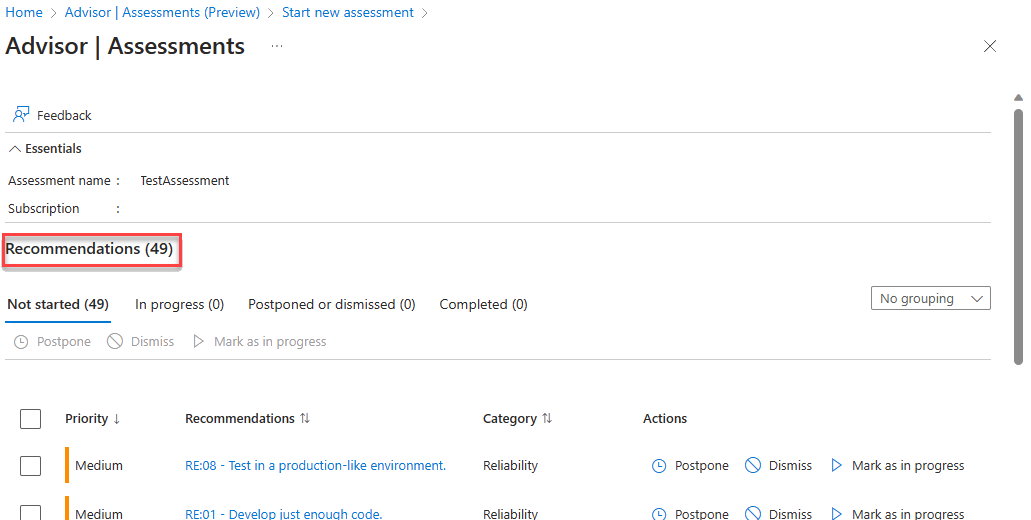 Home > Advisor | Assessments (Preview) > Start new assessment >
Advisor | Assessments ...
Feedback
Essentials
Assessment name : TestAssessment
Subscription :
Recommendations (49)
Not started (49) In progress (0) Postponed or dismissed (0) Completed (0) No grouping
Postpone Dismiss Mark as in progress
Priority ↓ Recommendations ↑↓ Category ↑↓ Actions
Medium RE:08 - Test in a production-like environment. Reliability Postpone Dismiss Mark as in progress
Medium RE:01 - Develop just enough code. Reliability Postpone Dismiss Mark as in progress